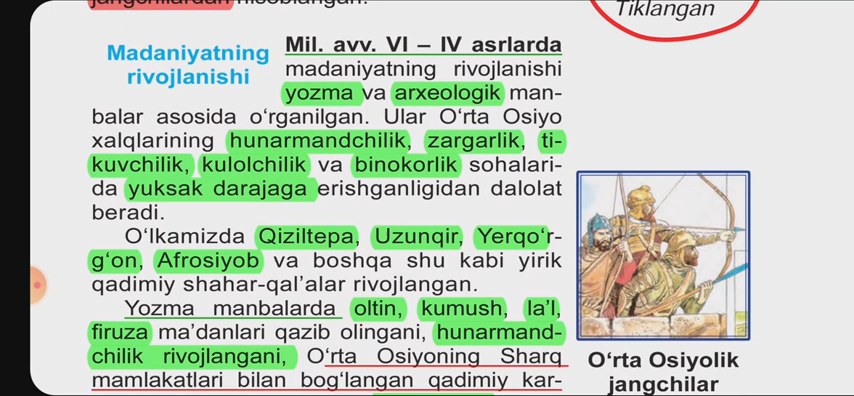 jangchilardan hisoblangan.
Tiklangan
Madaniyatning
rivojlanishi
Mil. avv. VI – IV asrlarda
madaniyatning rivojlanishi
yozma va arxeologik man-
balar asosida o‘rganilgan. Ular O‘rta Osiyo
xalqlarining hunarmandchilik, zargarlik, ti-
kuvchilik, kulolchilik va binokorlik sohalari-
da yuksak darajaga erishganligidan dalolat
beradi.
O‘lkamizda Qiziltepa, Uzunqir, Yerqo‘r-
g‘on, Afrosiyob va boshqa shu kabi yirik
qadimiy shahar-qal’alar rivojlangan.
Yozma manbalarda oltin, kumush, la’l,
firuza ma’danlari qazib olingani, hunarmand-
chilik rivojlangani, O‘rta Osiyoning Sharq
mamlakatlari bilan bog‘langan qadimiy kar-
O‘rta Osiyolik
jangchilar